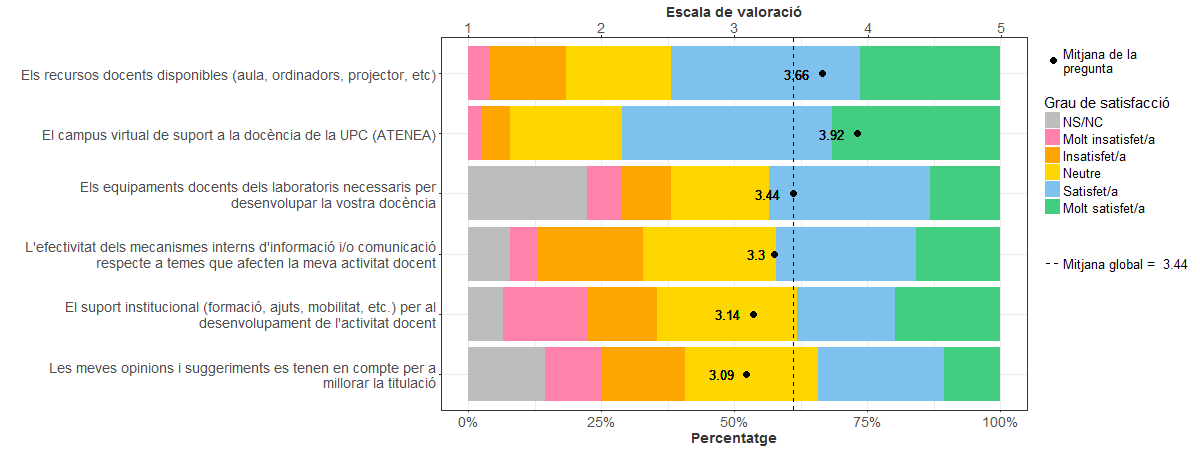 Escala de valoració
1 2 3 4 5
Els recursos docents disponibles (aula, ordinadors, projector, etc)
3.66
El campus virtual de suport a la docència de la UPC (ATENEA)
3.92
Els equipaments docents dels laboratoris necessaris per
desenvolupar la vostra docència
3.44
L'efectivitat dels mecanismes interns d'informació i/o comunicació
respecte a temes que afecten la meva activitat docent
3.3
El suport institucional (formació, ajuts, mobilitat, etc.) per al
desenvolupament de l'activitat docent
3.14
Les meves opinions i suggeriments es tenen en compte per a
millorar la titulació
3.09
0% 25% 50% 75% 100%
Percentatge
Mitjana de la
pregunta
Grau de satisfacció
NS/NC
Molt insatisfet/a
Insatisfet/a
Neutre
Satisfet/a
Molt satisfet/a
Mitjana global = 3.44